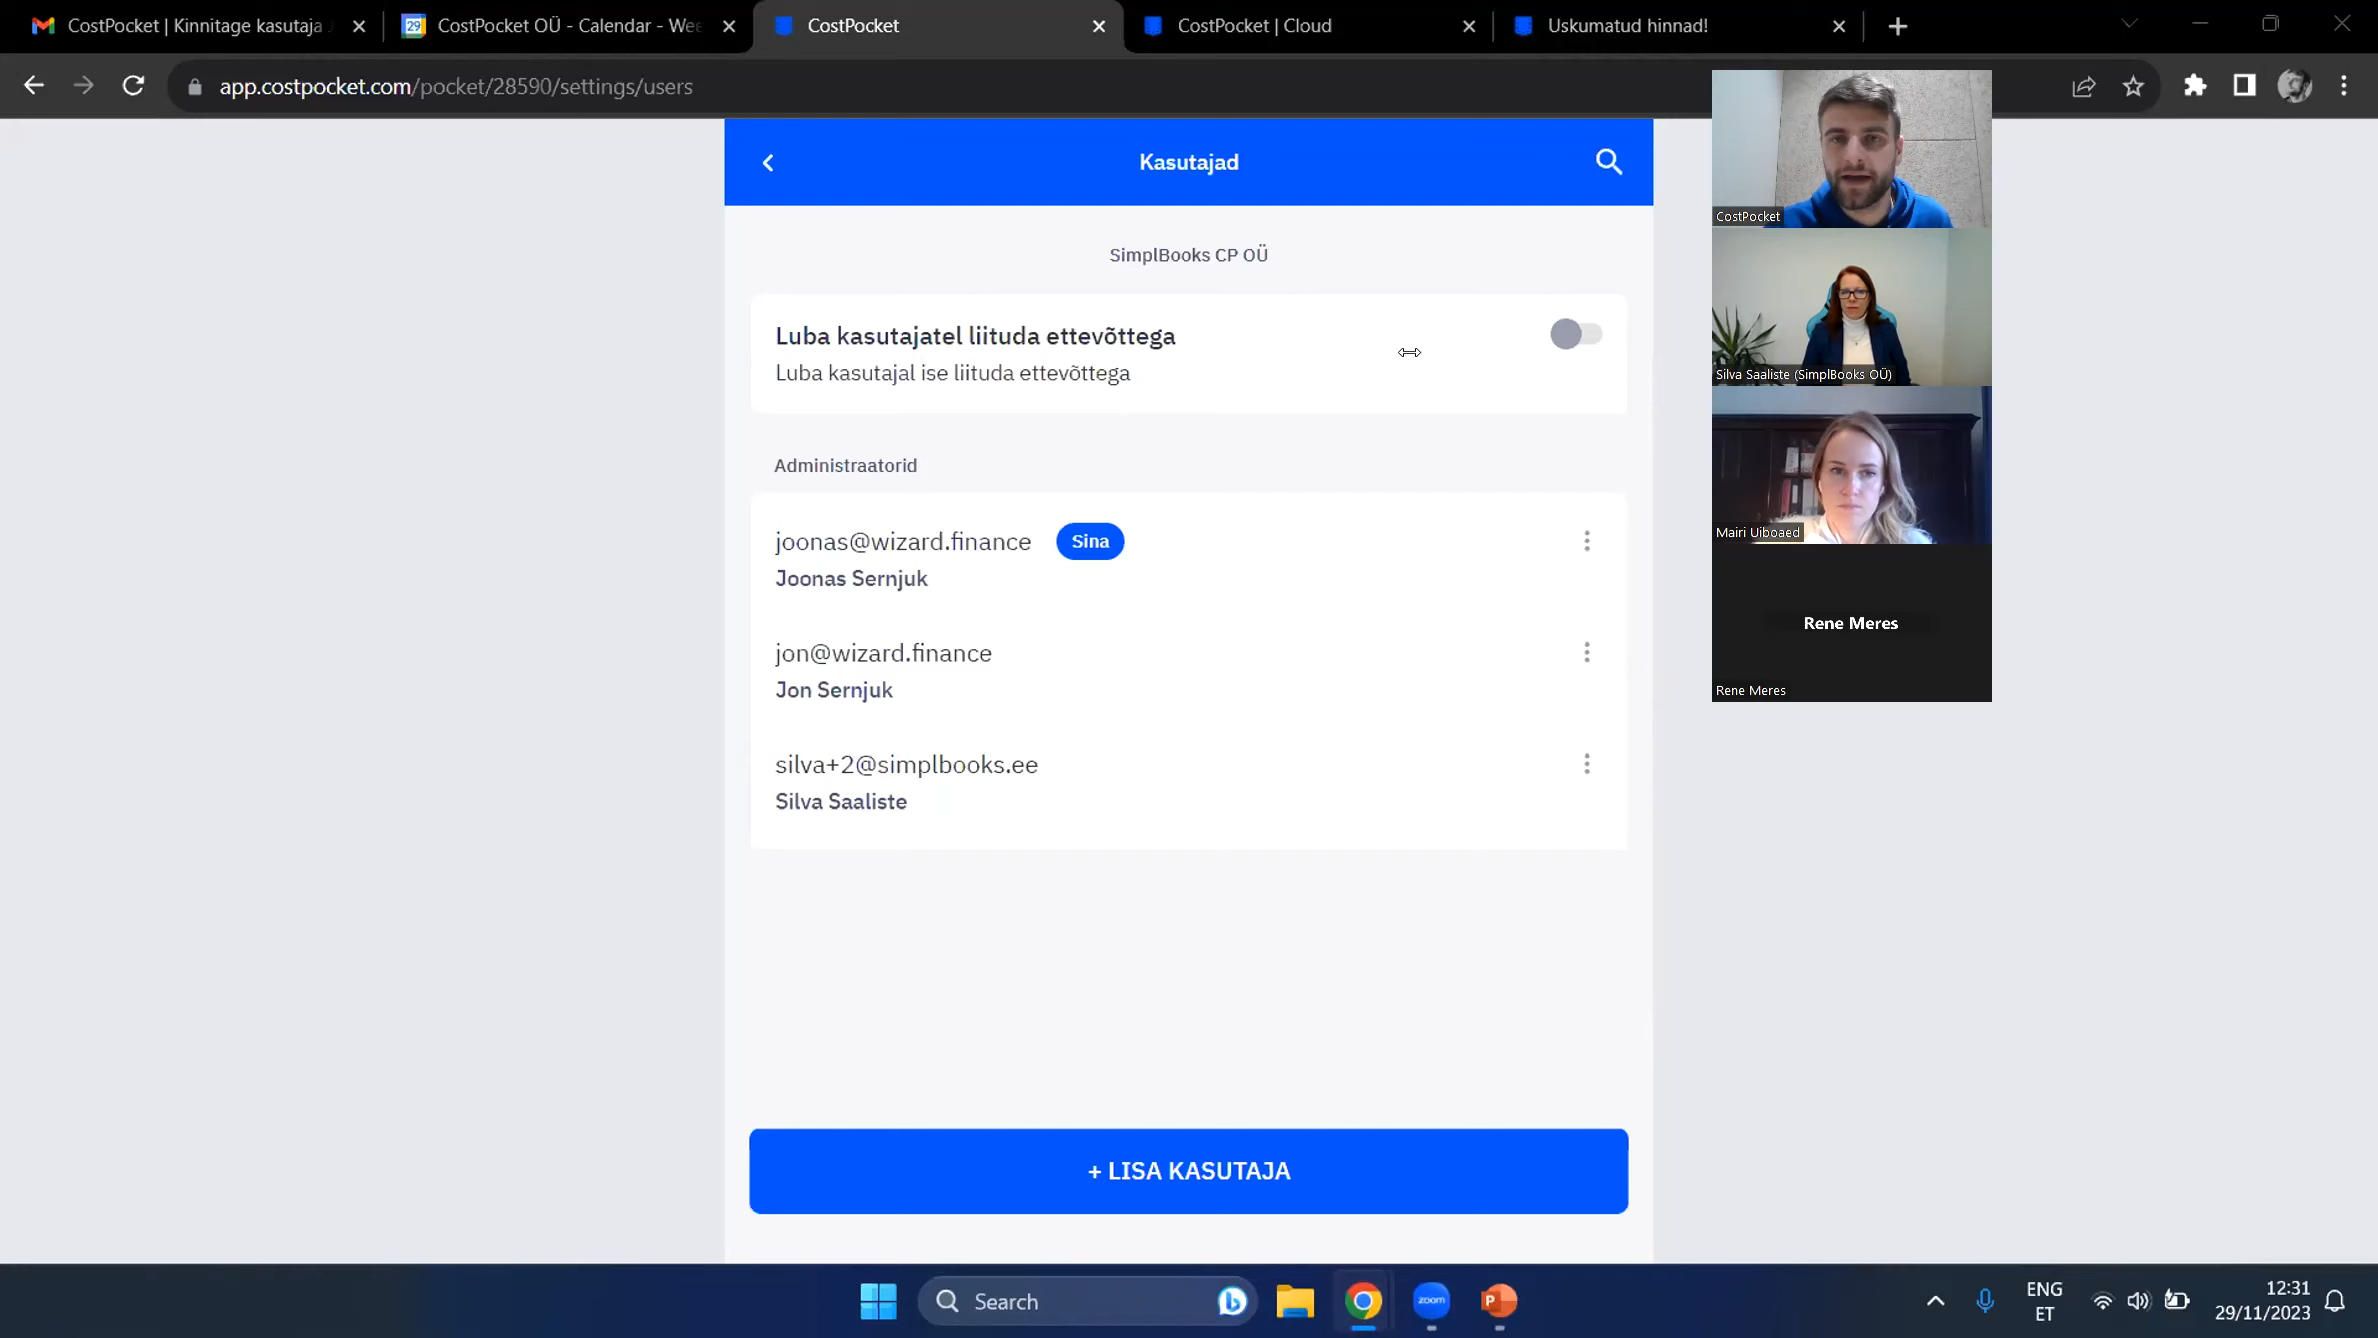 CostPocket | Kinnitage kasutaja
CostPocket OÜ - Calendar - Wee
CostPocket
CostPocket | Cloud
Uskumatud hinnad!
app.costpocket.com/pocket/28590/settings/users
Kasutajad
SimplBooks CP OÜ
Luba kasutajatel liituda ettevõttega
Luba kasutajal ise liituda ettevõttega
Administraatorid
joonas@wizard.finance Sina
Joonas Sernjuk
jon@wizard.finance
Jon Sernjuk
silva+2@simplbooks.ee
Silva Saaliste
+ LISA KASUTAJA
CostPocket
Silva Saaliste (SimplBooks OÜ)
Mairi Uiboaed
Rene Meres
Rene Meres
29
Search
zoom
P
ENG
ET
12:31
29/11/2023